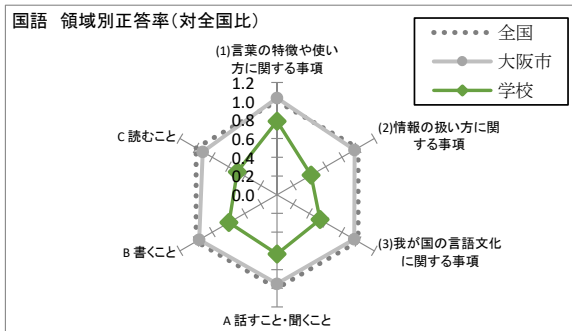 国語 領域別正答率(対全国比)
全国
大阪市
学校
(1)言葉の特徴や使い
方に関する事項
1.2
1.0
0.8
0.6
0.4
0.2
0.0
(2)情報の扱い方に関
する事項
(3)我が国の言語文化
に関する事項
A 話すこと・聞くこと
B 書くこと
C 読むこと